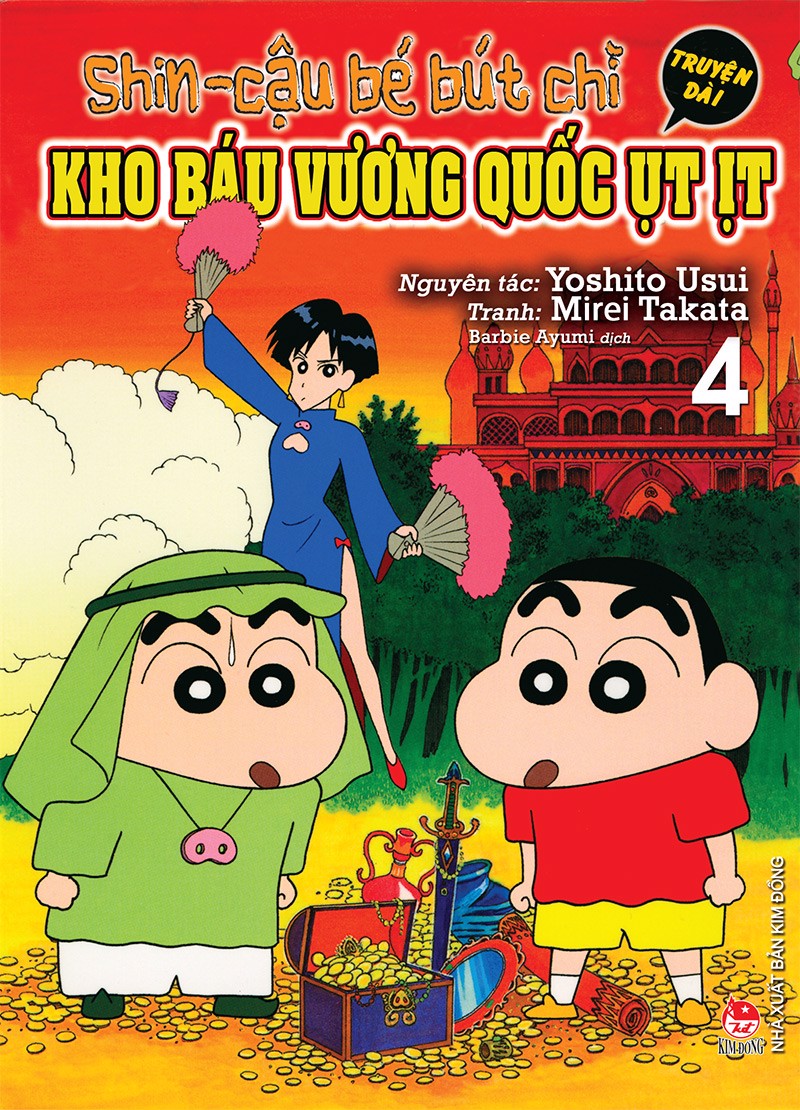 Shin-cậu bé bút chì
TRUYỆN
DÀI
KHO BÁU VƯƠNG QUỐC ỤT ỊT
Nguyên tác: Yoshito Usui
Tranh: Mirei Takata
Barbie Ayumi dịch
4
NHÀ XUẤT BẢN KIM ĐỒNG
KIM ĐỒNG